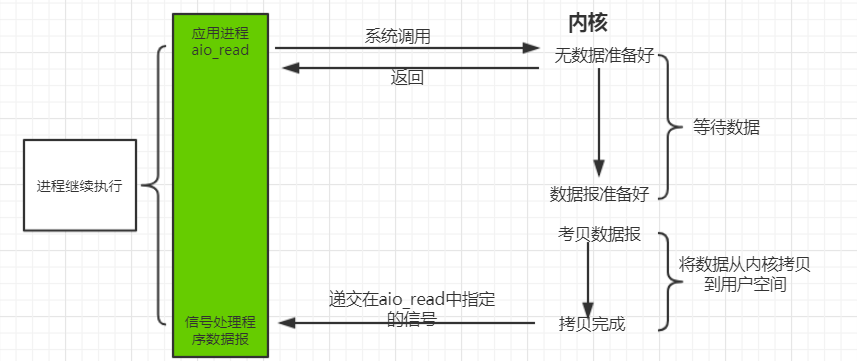 应用进程
aio_read
系统调用
内核
无数据准备好
返回
等待数据
进程继续执行
数据报准备好
考贝数据报
将数据从内核拷贝
到用户空间
递交在aio_read中指定
的信号
信号处理程
序数据报
拷贝完成